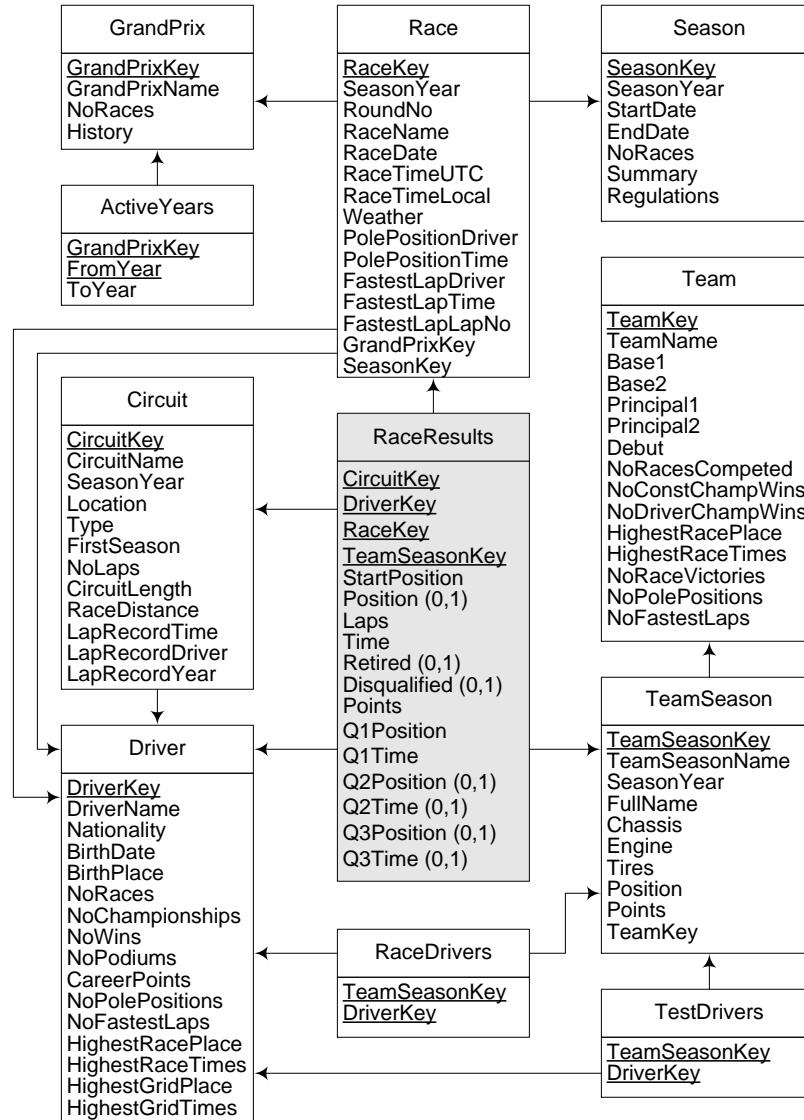 GrandPrix
GrandPrixKey
GrandPrixName
NoRaces
History
Race
RaceKey
SeasonYear
RoundNo
RaceName
RaceDate
RaceTimeUTC
RaceTimeLocal
Weather
PolePositionDriver
PolePositionTime
FastestLapDriver
FastestLapTime
FastestLapLapNo
GrandPrixKey
SeasonKey
Season
SeasonKey
SeasonYear
StartDate
EndDate
NoRaces
Summary
Regulations
ActiveYears
GrandPrixKey
FromYear
ToYear
Team
TeamKey
TeamName
Base1
Base2
Principal1
Principal2
Debut
NoRacesCompeted
NoConstChampWins
NoDriverChampWins
HighestRacePlace
HighestRaceTimes
NoRaceVictories
NoPolePositions
NoFastestLaps
Circuit
CircuitKey
CircuitName
SeasonYear
Location
Type
FirstSeason
NoLaps
CircuitLength
RaceDistance
LapRecordTime
LapRecordDriver
LapRecordYear
RaceResults
CircuitKey
DriverKey
RaceKey
TeamSeasonKey
StartPosition
Position (0,1)
Laps
Time
Retired (0,1)
Disqualified (0,1)
Points
Q1Position
Q1Time
Q2Position (0,1)
Q2Time (0,1)
Q3Position (0,1)
Q3Time (0,1)
TeamSeason
TeamSeasonKey
TeamSeasonName
SeasonYear
FullName
Chassis
Engine
Tires
Position
Points
TeamKey
Driver
DriverKey
DriverName
Nationality
BirthDate
BirthPlace
NoRaces
NoChampionships
NoWins
NoPodiums
CareerPoints
NoPolePositions
NoFastestLaps
HighestRacePlace
HighestRaceTimes
HighestGridPlace
HighestGridTimes
RaceDrivers
TeamSeasonKey
DriverKey
TestDrivers
TeamSeasonKey
DriverKey